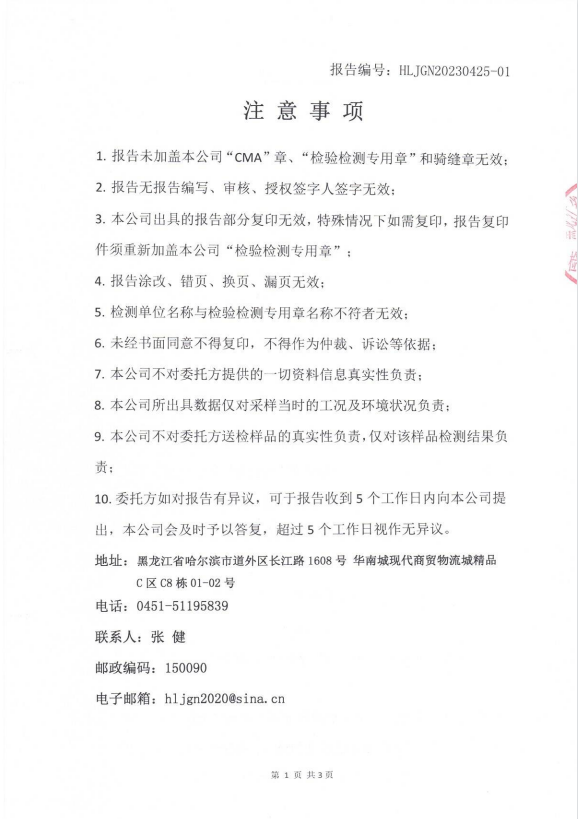 报告编号：HLJGN20230425-01
注意事项
1. 报告未加盖本公司“CMA”章、“检验检测专用章”和骑缝章无效；
2. 报告无报告编写、审核、授权签字人签字无效；
3. 本公司出具的报告部分复印无效，特殊情况下如需复印，报告复印
件须重新加盖本公司“检验检测专用章”；
4. 报告涂改、错页、换页、漏页无效；
5. 检测单位名称与检验检测专用章名称不符者无效；
6. 未经书面同意不得复印，不得作为仲裁、诉讼等依据；
7. 本公司不对委托方提供的一切资料信息真实性负责；
8. 本公司所出具数据仅对采样当时的工况及环境状况负责；
9. 本公司不对委托方送检样品的真实性负责，仅对该样品检测结果负
责；
10. 委托方如对报告有异议，可于报告收到 5 个工作日内向本公司提
出，本公司会及时予以答复，超过 5 个工作日视作无异议。
地址：黑龙江省哈尔滨市道外区长江路 1608 号 华南城现代商贸物流城精品
C 区 C8 栋 01-02 号
电话：0451-51195839
联系人：张 健
邮政编码：150090
电子邮箱：hljgn2020@sina.cn
第 1 页 共 3 页